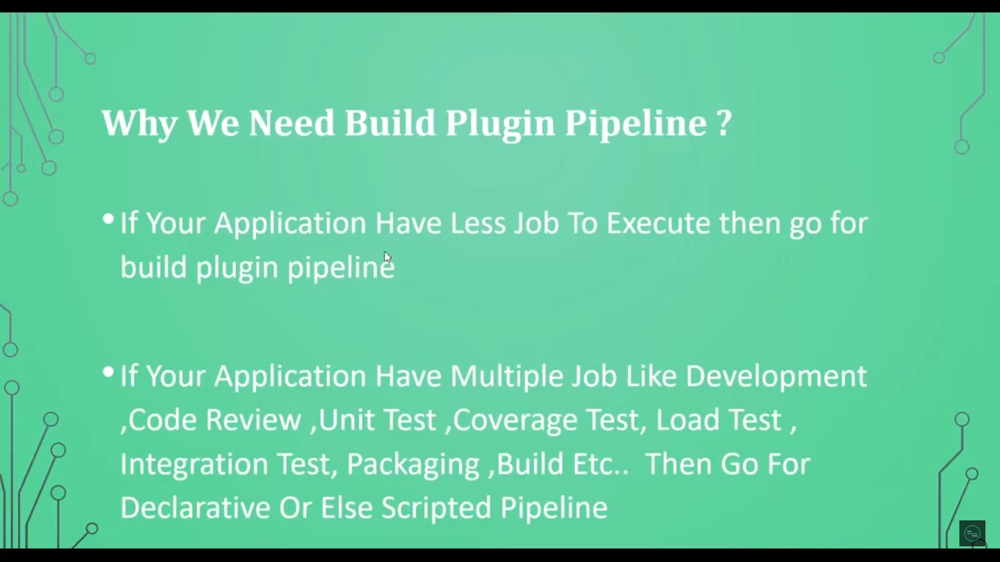 Why We Need Build Plugin Pipeline ?
• If Your Application Have Less Job To Execute then go for
build plugin pipeline
• If Your Application Have Multiple Job Like Development
,Code Review ,Unit Test ,Coverage Test, Load Test ,
Integration Test, Packaging ,Build Etc.. Then Go For
Declarative Or Else Scripted Pipeline